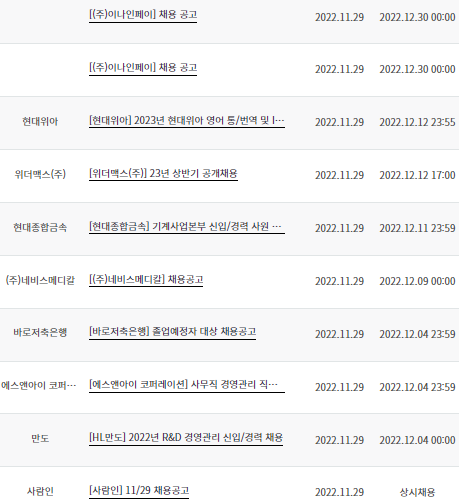 [(주)이나인페이] 채용 공고 2022.11.29 2022.12.30 00:00
[(주)이나인페이] 채용 공고 2022.11.29 2022.12.30 00:00
현대위아 [현대위아] 2023년 현대위아 영어 통/번역 및 I··· 2022.11.29 2022.12.12 23:55
위더맥스(주) [위더맥스(주)] 23년 상반기 공개채용 2022.11.29 2022.12.12 17:00
현대종합금속 [현대종합금속] 기계사업본부 신입/경력 사원 ··· 2022.11.29 2022.12.11 23:59
(주)네비스메디칼 [(주)네비스메디칼] 채용공고 2022.11.29 2022.12.09 00:00
바로저축은행 [바로저축은행] 졸업예정자 대상 채용공고 2022.11.29 2022.12.04 23:59
에스앤아이 코퍼··· [에스앤아이 코퍼레이션] 사무직 경영관리 직··· 2022.11.29 2022.12.04 23:59
만도 [HL만도] 2022년 R&D 경영관리 신입/경력 채용 2022.11.29 2022.12.04 00:00
사람인 [사람인] 11/29 채용공고 2022.11.29 상시채용